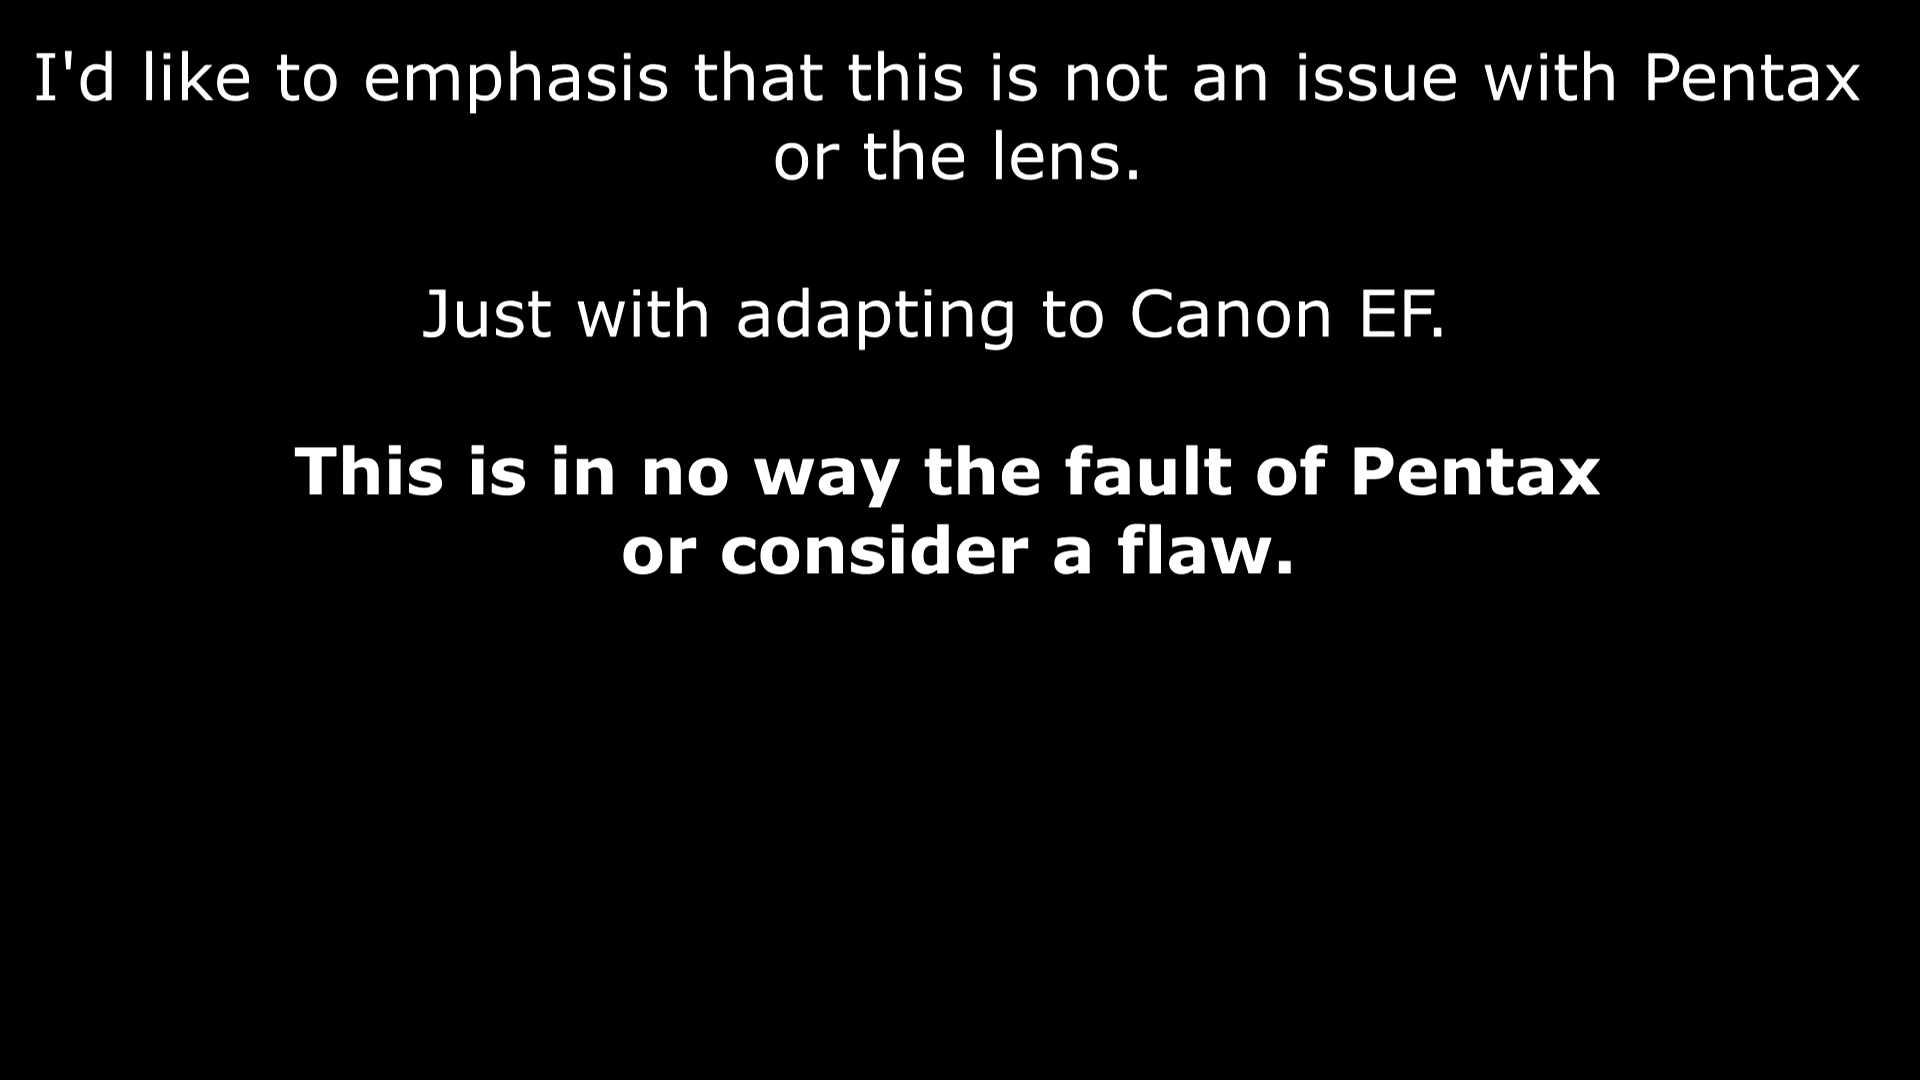 I'd like to emphasis that this is not an issue with Pentax
or the lens.
Just with adapting to Canon EF.
This is in no way the fault of Pentax
or consider a flaw.